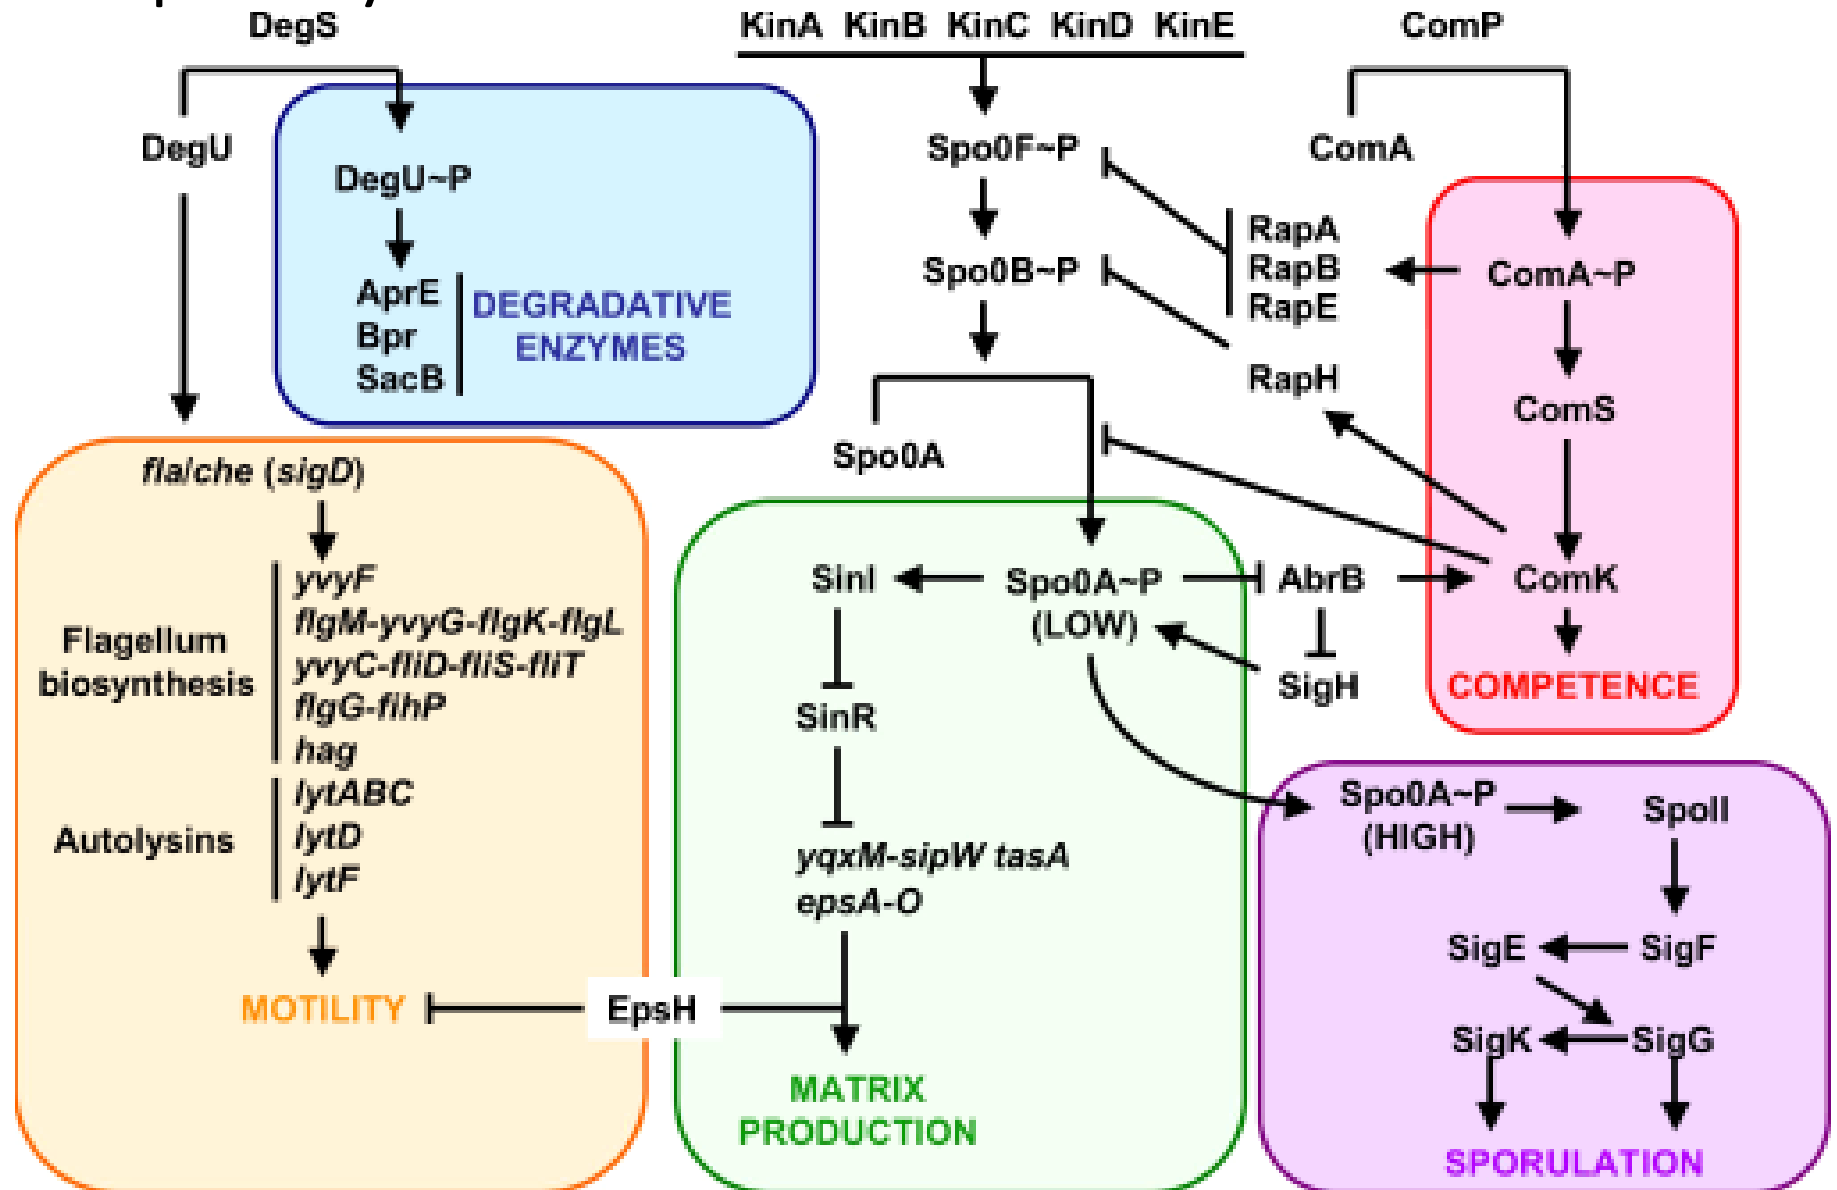 DegS
KinA KinB KinC KinD KinE
ComP
DegU
DegU~P
AprE
Bpr
SacB
DEGRADATIVE
ENZYMES
Spo0F~P
Spo0B~P
Spo0A
ComA
RapA
RapB
RapE
RapH
ComA~P
ComS
ComK
COMPETENCE
fla/che (sigD)
Flagellum
biosynthesis
yvyF
flgM-yvyG-flgK-flgL
yvyC-fliD-fliS-fliT
flgG-flhP
hag
Autolysins
lytABC
lytD
lytF
MOTILITY
EpsH
SinI
Spo0A~P
(LOW)
AbrB
SigH
SinR
yqxM-sipW tasA
epsA-O
MATRIX
PRODUCTION
Spo0A~P
(HIGH)
SpoII
SigE
SigF
SigK
SigG
SPORULATION